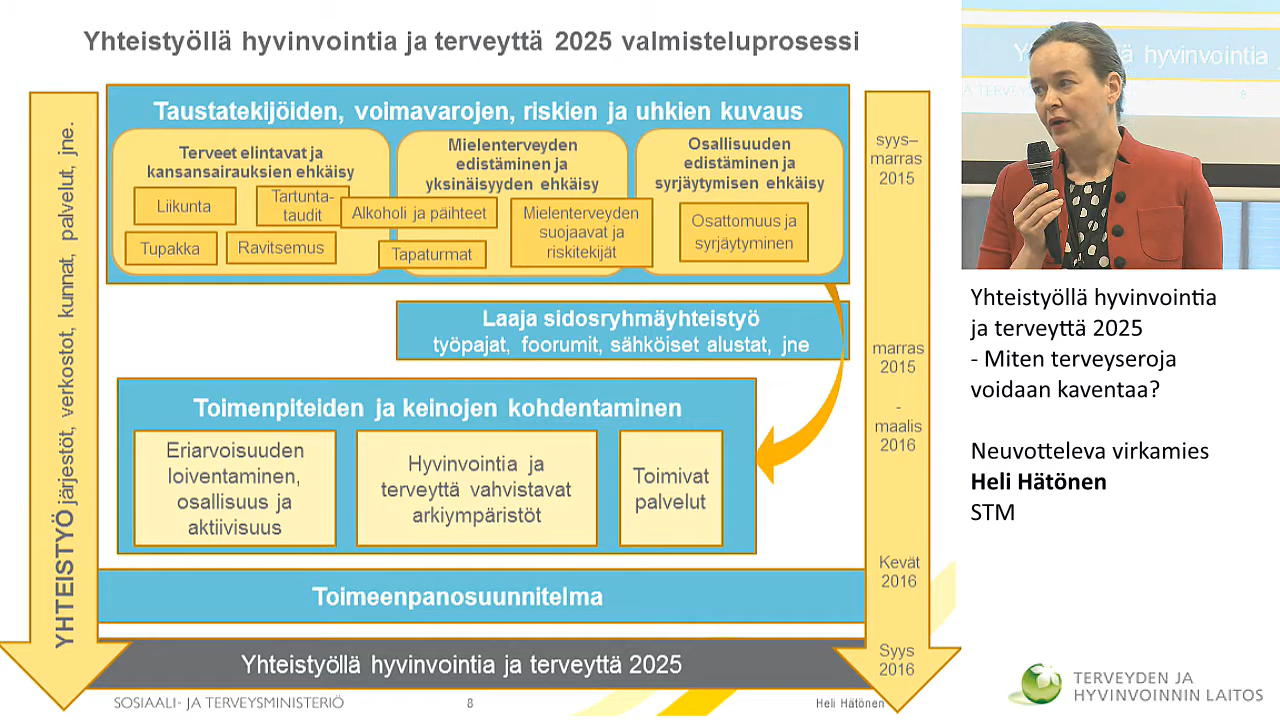 Yhteistyöllä hyvinvointia ja terveyttä 2025 valmisteluprosessi
YHTEISTYÖ järjestöt, verkostot, kunnat, palvelut, jne.
Taustatekijöiden, voimavarojen, riskien ja uhkien kuvaus
Terveet elintavat ja
kansansairauksien ehkäisy
Liikunta
Tartunta-
taudit
Tupakka
Ravitsemus
Mielenterveyden
edistäminen ja
yksinäisyyden ehkäisy
Alkoholi ja päihteet
Tapaturmat
Mielenterveyden
suojaavat ja
riskitekijät
Osallisuuden
edistäminen ja
syrjäytymisen ehkäisy
Osattomuus ja
syrjäytyminen
Laaja sidosryhmäyhteistyö
työpajat, foorumit, sähköiset alustat, jne
Toimenpiteiden ja keinojen kohdentaminen
Eriarvoisuuden
loiventaminen,
osallisuus ja
aktiivisuus
Hyvinvointia ja
terveyttä vahvistavat
arkiympäristöt
Toimivat
palvelut
Toimeenpanosuunnitelma
Yhteistyöllä hyvinvointia ja terveyttä 2025
syys–
marras
2015
marras
2015
-
maalis
2016
Kevät
2016
Syys
2016
SOSIAALI- JA TERVEYSMINISTERIÖ
8
Heli Hätönen
hyvinvointia
8
Yhteistyöllä hyvinvointia
ja terveyttä 2025
- Miten terveyseroja
voidaan kaventaa?
Neuvotteleva virkamies
Heli Hätönen
STM
TERVEYDEN JA
HYVINVOINNIN LAITOS